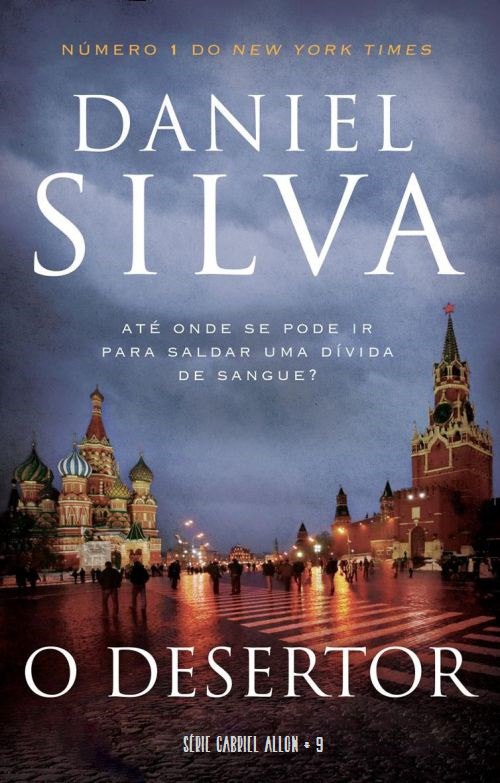 NÚMERO 1 DO NEW YORK TIMES
DANIEL
SILVA
ATÉ ONDE SE PODE IR
PARA SALDAR UMA DÍVIDA
DE SANGUE?
O DESERTOR
SÉRIE GABRIEL ALLON # 9